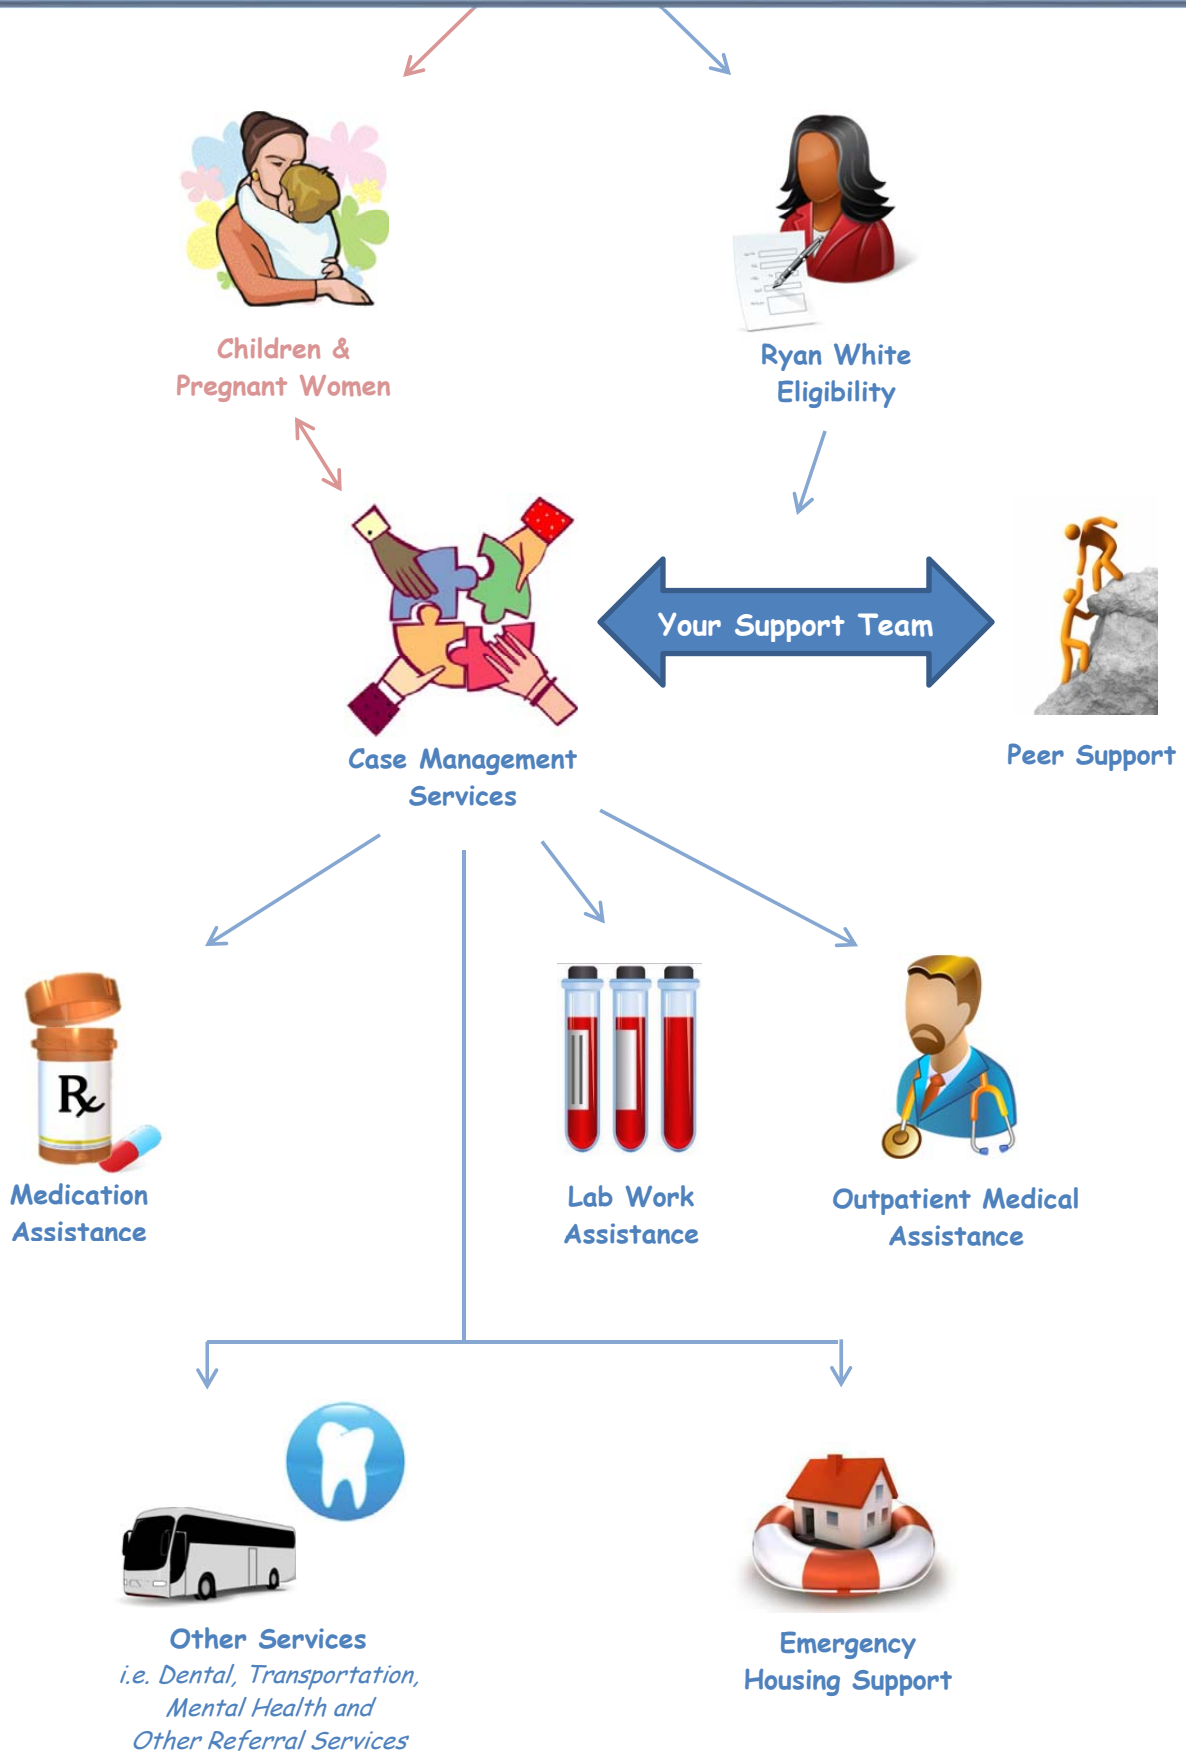 Children &
Pregnant Women
Ryan White
Eligibility
Your Support Team
Case Management
Services
Peer Support
Rx
Medication
Assistance
Lab Work
Assistance
Outpatient Medical
Assistance
Other Services
i.e. Dental, Transportation,
Mental Health and
Other Referral Services
Emergency
Housing Support